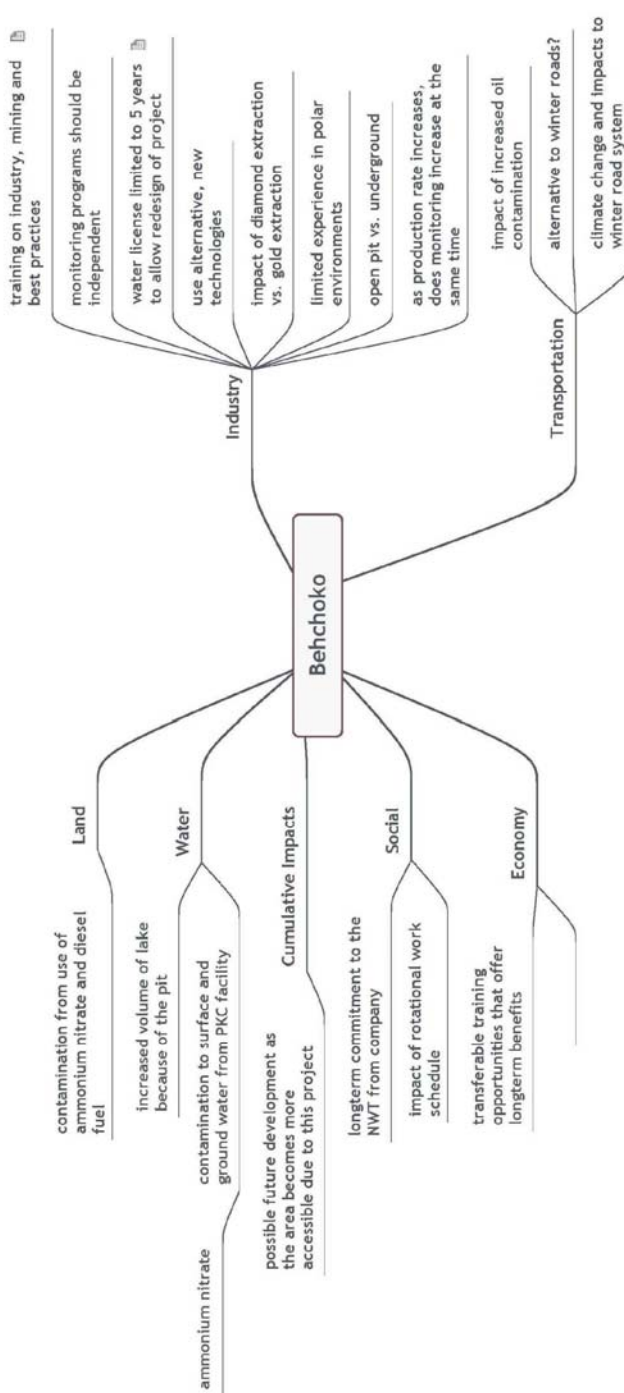 Behchoko
Land
contamination from use of
ammonium nitrate and diesel
fuel
Water
increased volume of lake
because of the pit
contamination to surface and
ground water from PKC facility
ammonium nitrate
Cumulative Impacts
possible future development as
the area becomes more
accessible due to this project
Social
longterm commitment to the
NWT from company
impact of rotational work
schedule
Economy
transferable training
opportunities that offer
longterm benefits
Industry
training on industry, mining and
best practices
monitoring programs should be
independent
water license limited to 5 years
to allow redesign of project
use alternative, new
technologies
impact of diamond extraction
vs. gold extraction
limited experience in polar
environments
open pit vs. underground
as production rate increases,
does monitoring increase at the
same time
Transportation
impact of increased oil
contamination
alternative to winter roads?
climate change and impacts to
winter road system